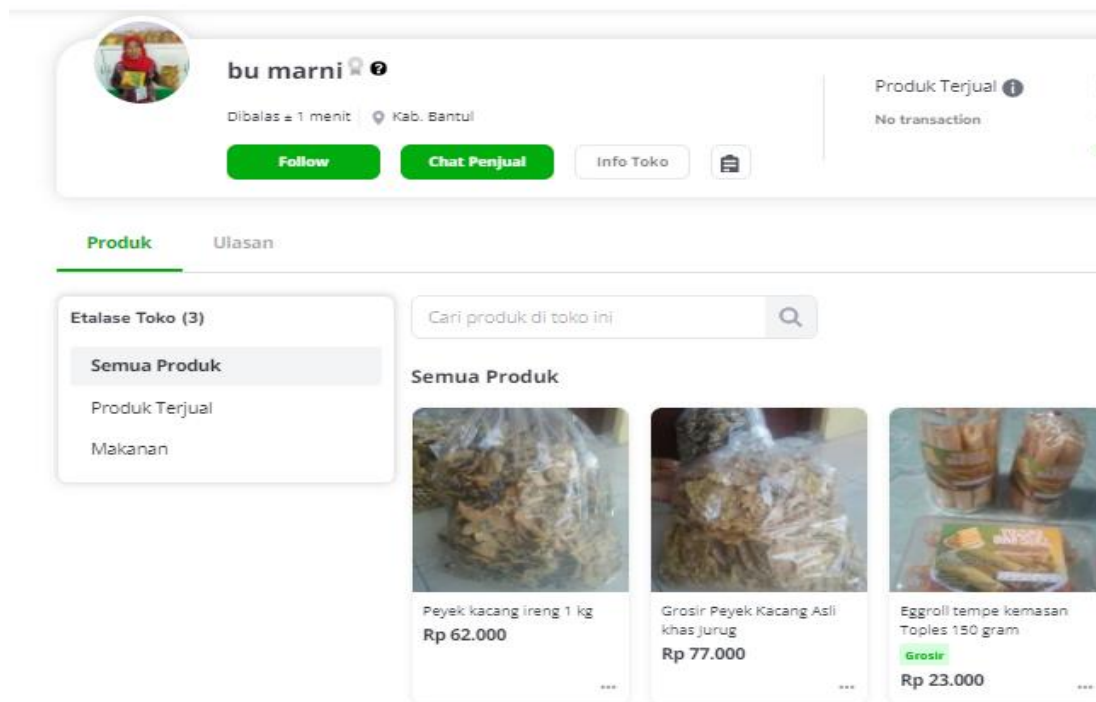 bu marni
Dibalas ± 1 menit
Kab. Bantul
Follow
Chat Penjual
Info Toko
Produk Terjual
No transaction
Produk
Ulasan
Etalase Toko (3)
Semua Produk
Produk Terjual
Makanan
Cari produk di toko ini
Semua Produk
Peyek kacang ireng 1 kg
Rp 62.000
Grosir Peyek Kacang Asli
khas Jurug
Rp 77.000
Eggroll tempe kemasan
Toples 150 gram
Grosir
Rp 23.000